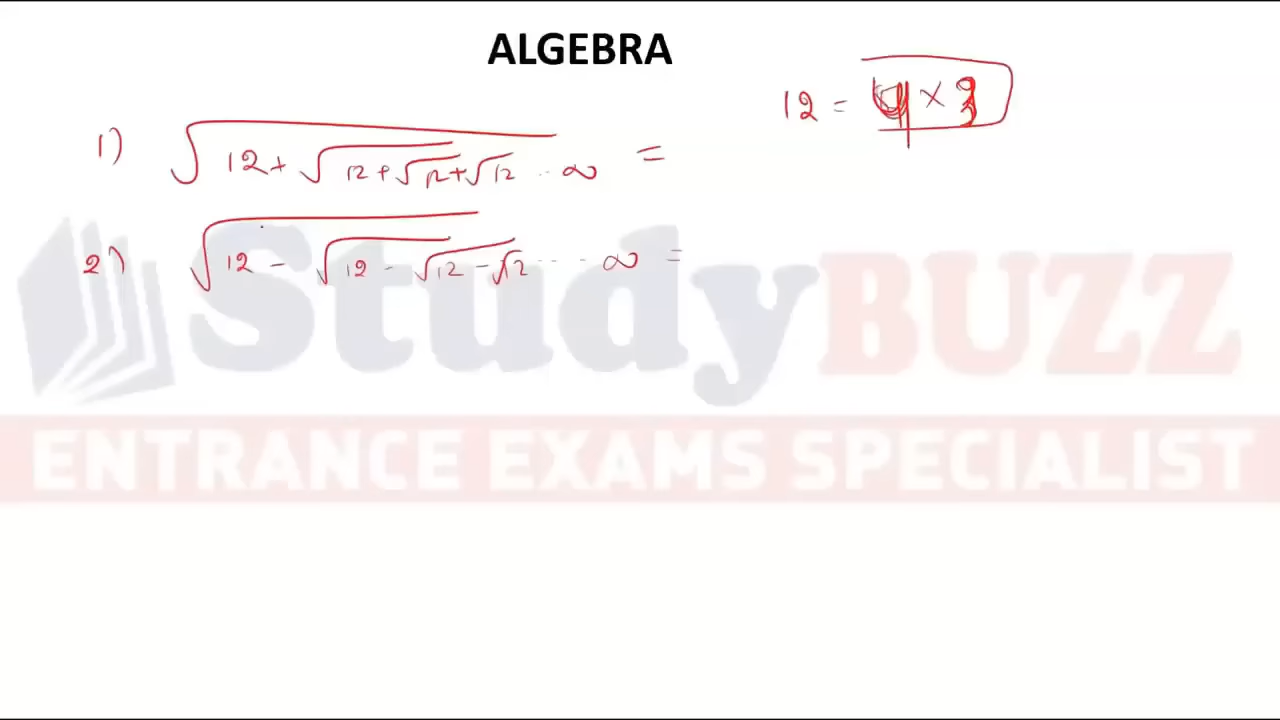 ALGEBRA
12 = 4 × 3
1) √12 + √12 + √12 + √12 ... ∞ =
2) √12 - √12 - √12 - √12 ... ∞ =
StudyBUZZ
ENTRANCE EXAMS SPECIALIST